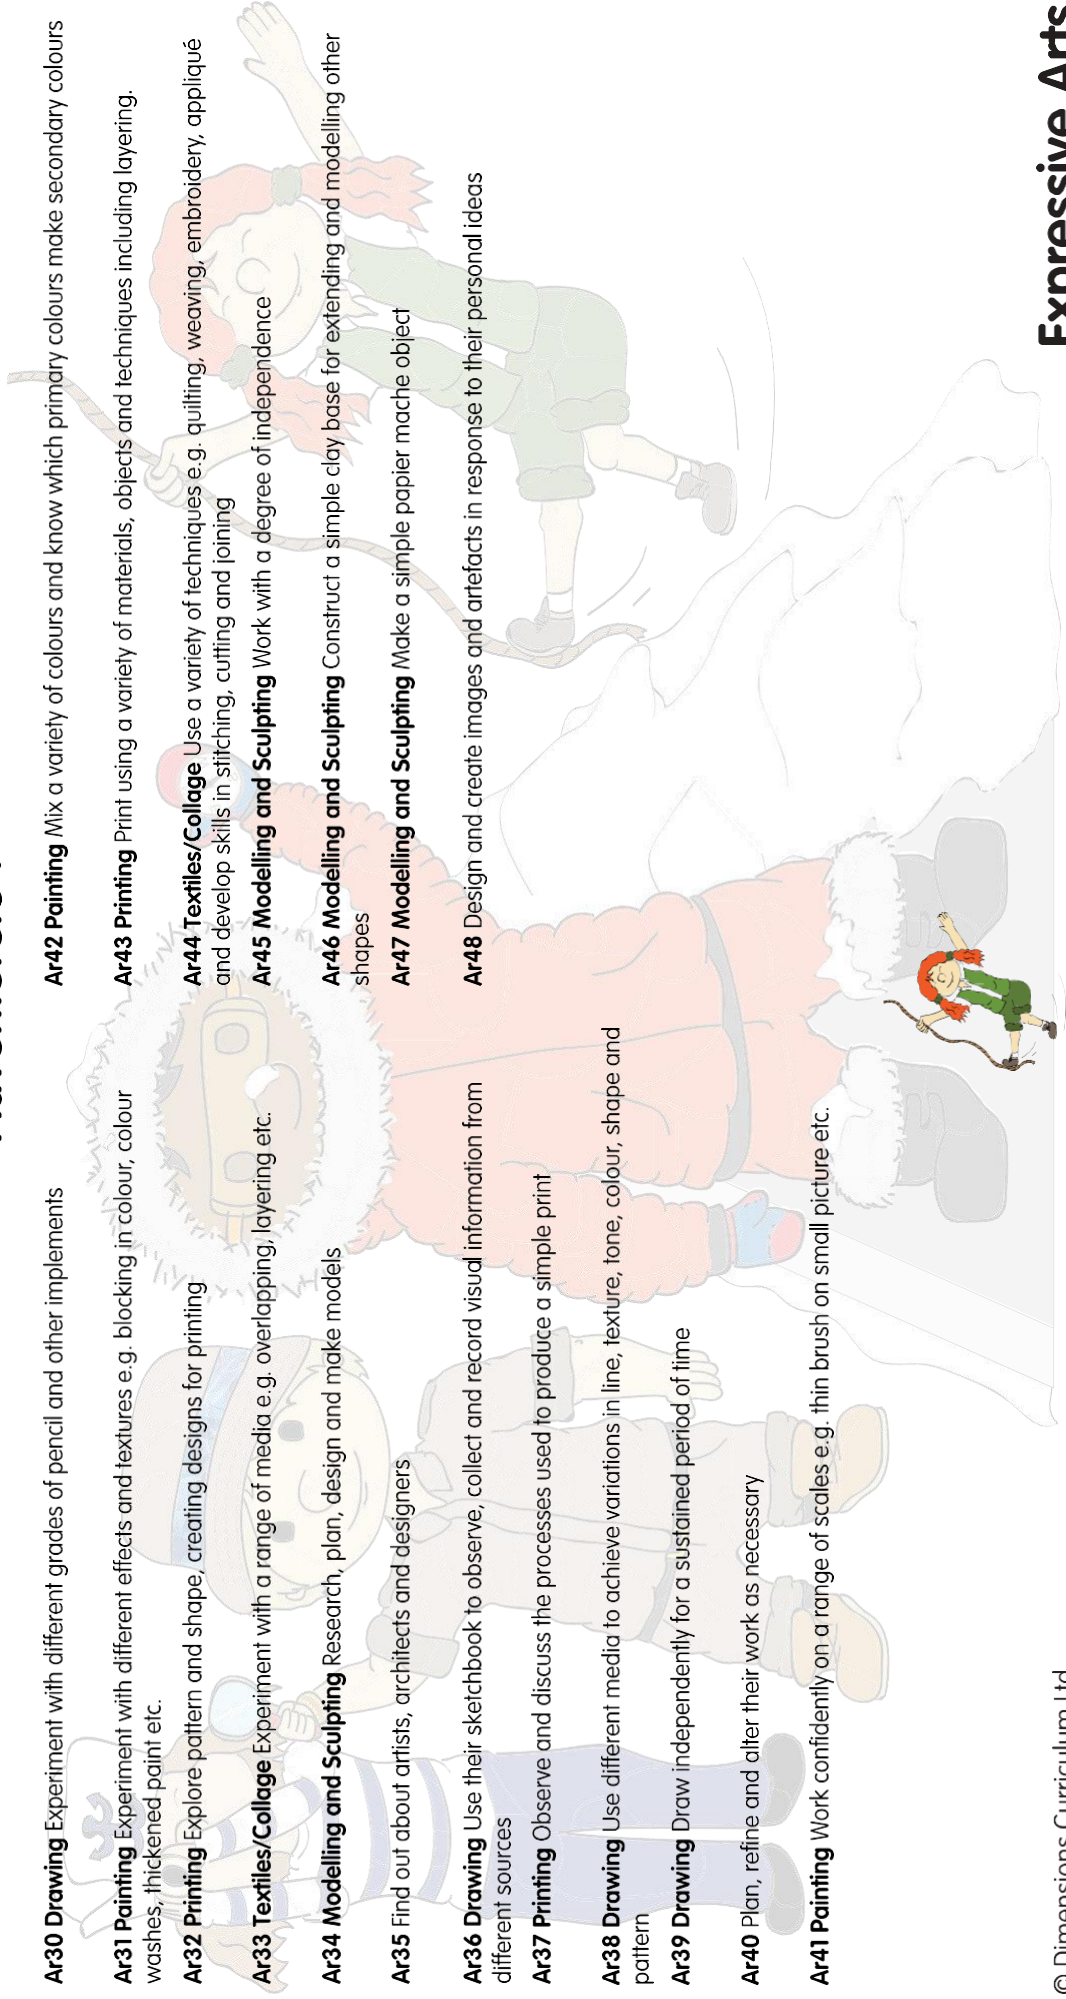 Ar30 Drawing Experiment with different grades of pencil and other implements
Ar31 Painting Experiment with different effects and textures e.g. blocking in colour, colour
washes, thickened paint etc.
Ar32 Printing Explore pattern and shape, creating designs for printing
Ar33 Textiles/Collage Experiment with a range of media e.g. overlapping, layering etc.
Ar34 Modelling and Sculpting Research, plan, design and make models
Ar35 Find out about artists, architects and designers
Ar36 Drawing Use their sketchbook to observe, collect and record visual information from
different sources
Ar37 Printing Observe and discuss the processes used to produce a simple print
Ar38 Drawing Use different media to achieve variations in line, texture, tone, colour, shape and
pattern
Ar39 Drawing Draw independently for a sustained period of time
Ar40 Plan, refine and alter their work as necessary
Ar41 Painting Work confidently on a range of scales e.g. thin brush on small picture etc.
Ar42 Painting Mix a variety of colours and know which primary colours make secondary colours
Ar43 Printing Print using a variety of materials, objects and techniques including layering.
Ar44 Textiles/Collage Use a variety of techniques e.g. quilting, weaving, embroidery, appliqué
and develop skills in stitching, cutting and joining
Ar45 Modelling and Sculpting Work with a degree of independence
Ar46 Modelling and Sculpting Construct a simple clay base for extending and modelling other
shapes
Ar47 Modelling and Sculpting Make a simple papier mache object
Ar48 Design and create images and artefacts in response to their personal ideas
© Dimensions Curriculum Ltd
Expressive Arts